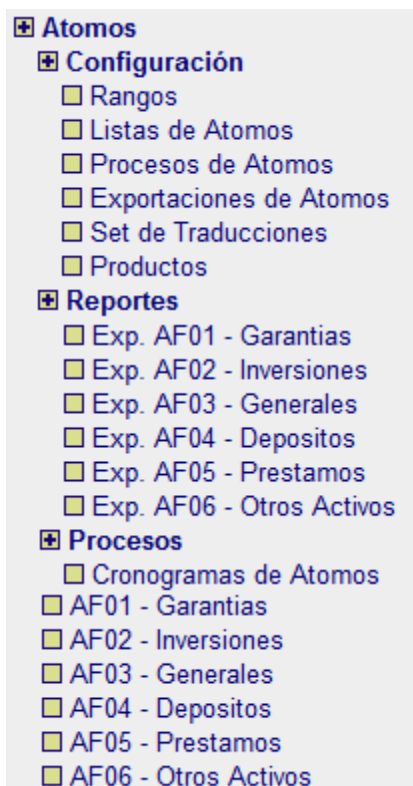 Atomos
Configuración
Rangos
Listas de Atomos
Procesos de Atomos
Exportaciones de Atomos
Set de Traducciones
Productos
Reportes
Exp. AF01 - Garantias
Exp. AF02 - Inversiones
Exp. AF03 - Generales
Exp. AF04 - Depositos
Exp. AF05 - Prestamos
Exp. AF06 - Otros Activos
Procesos
Cronogramas de Atomos
AF01 - Garantias
AF02 - Inversiones
AF03 - Generales
AF04 - Depositos
AF05 - Prestamos
AF06 - Otros Activos